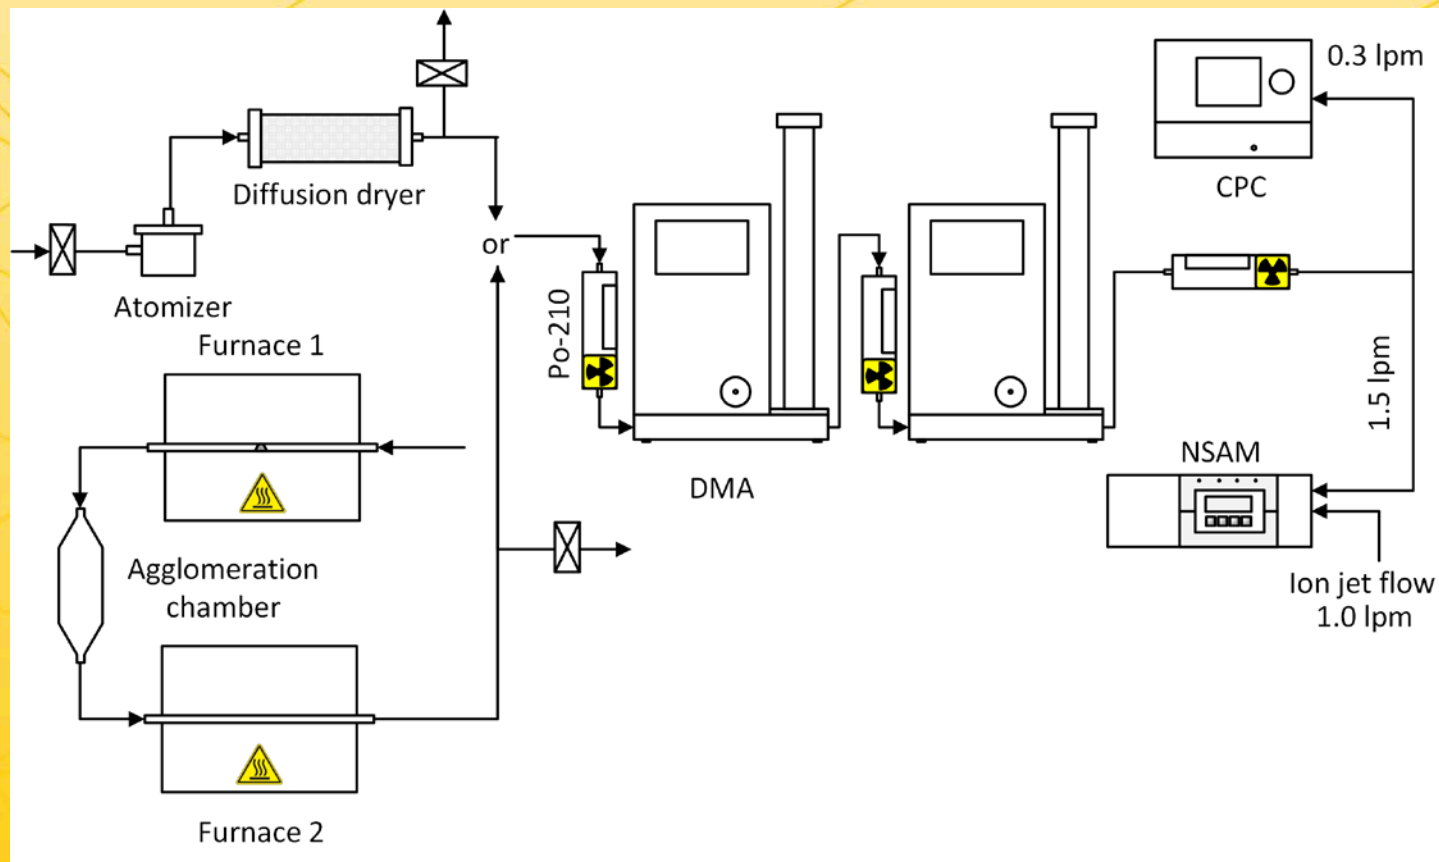 0.3 lpm
CPC
Diffusion dryer
or
Atomizer
Furnace 1
Po-210
1.5 lpm
DMA
NSAM
Agglomeration
chamber
Ion jet flow
1.0 lpm
Furnace 2